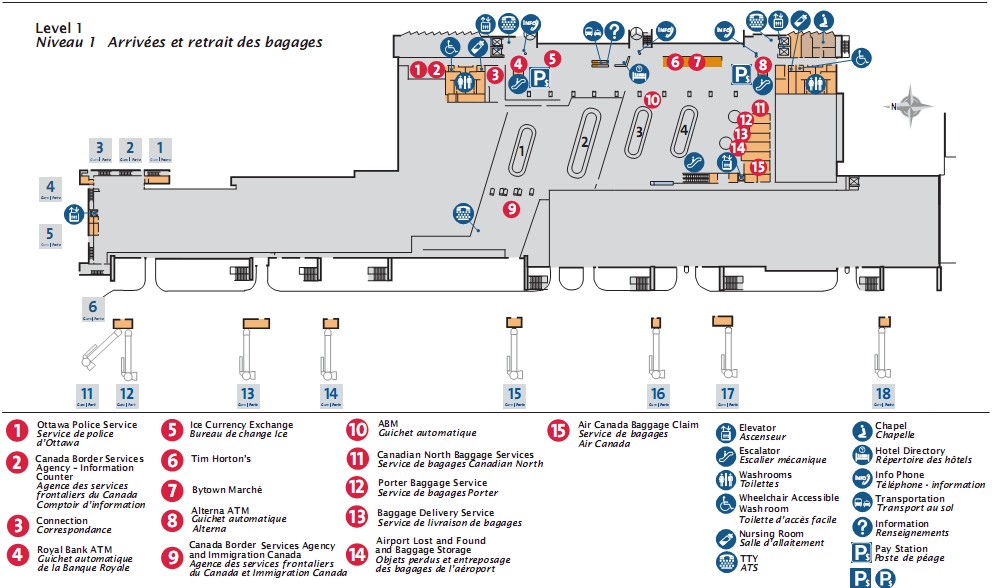 Level 1
Niveau 1 Arrivées et retrait des bagages
INFO
INFO
INFO
?
P$
P$
1
2
3
4
5
6
7
8
N
10
11
12
13
14
15
1
2
3
4
9
3
Gate | Porte
2
Gate | Porte
1
Gate | Porte
4
Gate | Porte
5
Gate | Porte
6
Gate | Porte
11
Gate | Porte
12
Gate | Porte
13
Gate | Porte
14
Gate | Porte
15
Gate | Porte
16
Gate | Porte
17
Gate | Porte
18
Gate | Porte
1 Ottawa Police Service
Service de police
d'Ottawa
2 Canada Border Services
Agency – Information
Counter
Agence des services
frontaliers du Canada
Comptoir d'information
3 Connection
Correspondance
4 Royal Bank ATM
Guichet automatique
de la Banque Royale
5 Ice Currency Exchange
Bureau de change Ice
6 Tim Horton's
7 Bytown Marché
8 Alterna ATM
Guichet automatique
Alterna
9 Canada Border Services Agency
and Immigration Canada
Agence des services frontaliers
du Canada et Immigration Canada
10 ABM
Guichet automatique
11 Canadian North Baggage Services
Service de bagages Canadian North
12 Porter Baggage Service
Service de bagages Porter
13 Baggage Delivery Service
Service de livraison de bagages
14 Airport Lost and Found
and Baggage Storage
Objets perdus et entreposage
des bagages de l'aéroport
15 Air Canada Baggage Claim
Service de bagages
Air Canada
Elevator
Ascenseur
Escalator
Escalier mécanique
Washrooms
Toilettes
Wheelchair Accessible
Washroom
Toilette d'accès facile
Nursing Room
Salle d'allaitement
TTY
ATS
Chapel
Chapelle
Hotel Directory
Répertoire des hôtels
INFO Info Phone
Téléphone - information
Transportation
Transport au sol
? Information
Renseignements
P$ Pay Station
Poste de péage
P$ P$